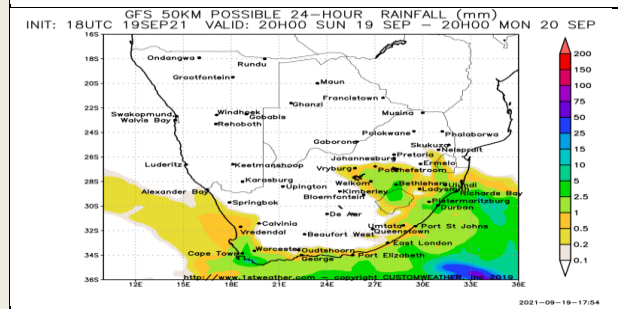 GFS 50KM POSSIBLE 24-HOUR RAINFALL (mm)
INIT: 18UTC 19SEP21 VALID: 20H00 SUN 19 SEP - 20H00 MON 20 SEP
16S
Ondangwa
Rundu
200
18S
Grootfontein
150
20S
Maun
100
Francistown
75
22S
Ghanzi
Musina
50
Swakopmund
Windhoek
Gobabis
Walvis Bay
Rehoboth
25
24S
Polokwane
Phalaborwa
Gaborone
Skukuza
15
26S
Johannesburg
Pretoria
Nelspruit
10
Luderitz
Keetmanshoop
Vryburg
Potchefstroom
Ermelo
5
28S
Karasburg
Upington
Welkom
Bethlehem
Ulundi
Alexander Bay
Kimberley
Ladysmith
Richards Bay
2.5
30S
Springbok
Bloemfontein
Pietermaritzburg
Durban
1
De Aar
32S
Calvinia
Umtata
Port St Johns
0.5
Vredendal
Beaufort West
Queenstown
East London
0.2
34S
Cape Town
Worcester
Oudtshoorn
George
Port Elizabeth
0.1
36S
http://www.1stweather.com - copyright CUSTOMWEATHER, Inc 2019
12E 15E 18E 21E 24E 27E 30E 33E 36E
2021-09-19-17:54